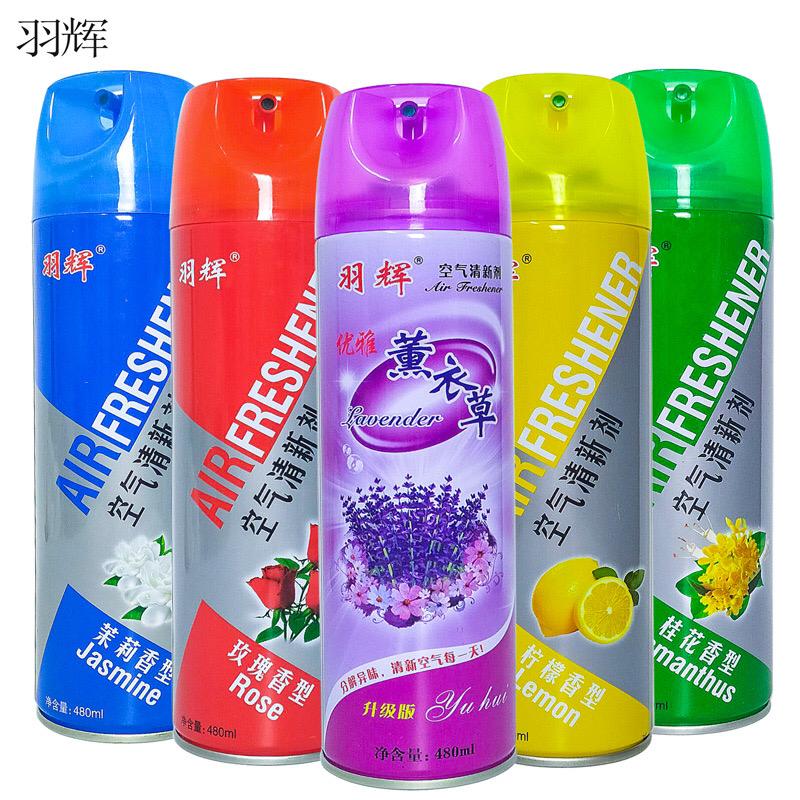 羽辉
羽辉®
AIR FRESHENER
空气清新剂
茉莉香型
Jasmine
净含量:480ml
羽辉®
AIR FRESHENER
空气清新剂
玫瑰香型
Rose
净含量:480ml
羽辉®
空气清新剂
Air Freshener
优雅
薰衣草
Lavender
分解异味,清新空气每一天!
升级版
Yu hui
净含量:480ml
辉®
FRESHENER
空气清新剂
柠檬香型
Lemon
ml
®
FRESHENER
空气清新剂
桂花香型
manthus
480ml